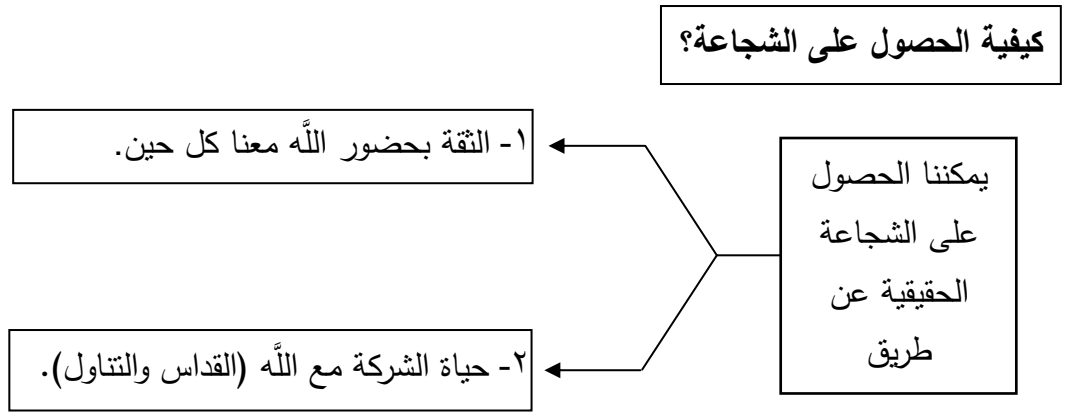 كيفية الحصول على الشجاعة؟
يمكننا الحصول
على الشجاعة
الحقيقية عن
طريق
١- الثقة بحضور اللَّه معنا كل حين.
٢- حياة الشركة مع اللَّه (القداس والتناول).